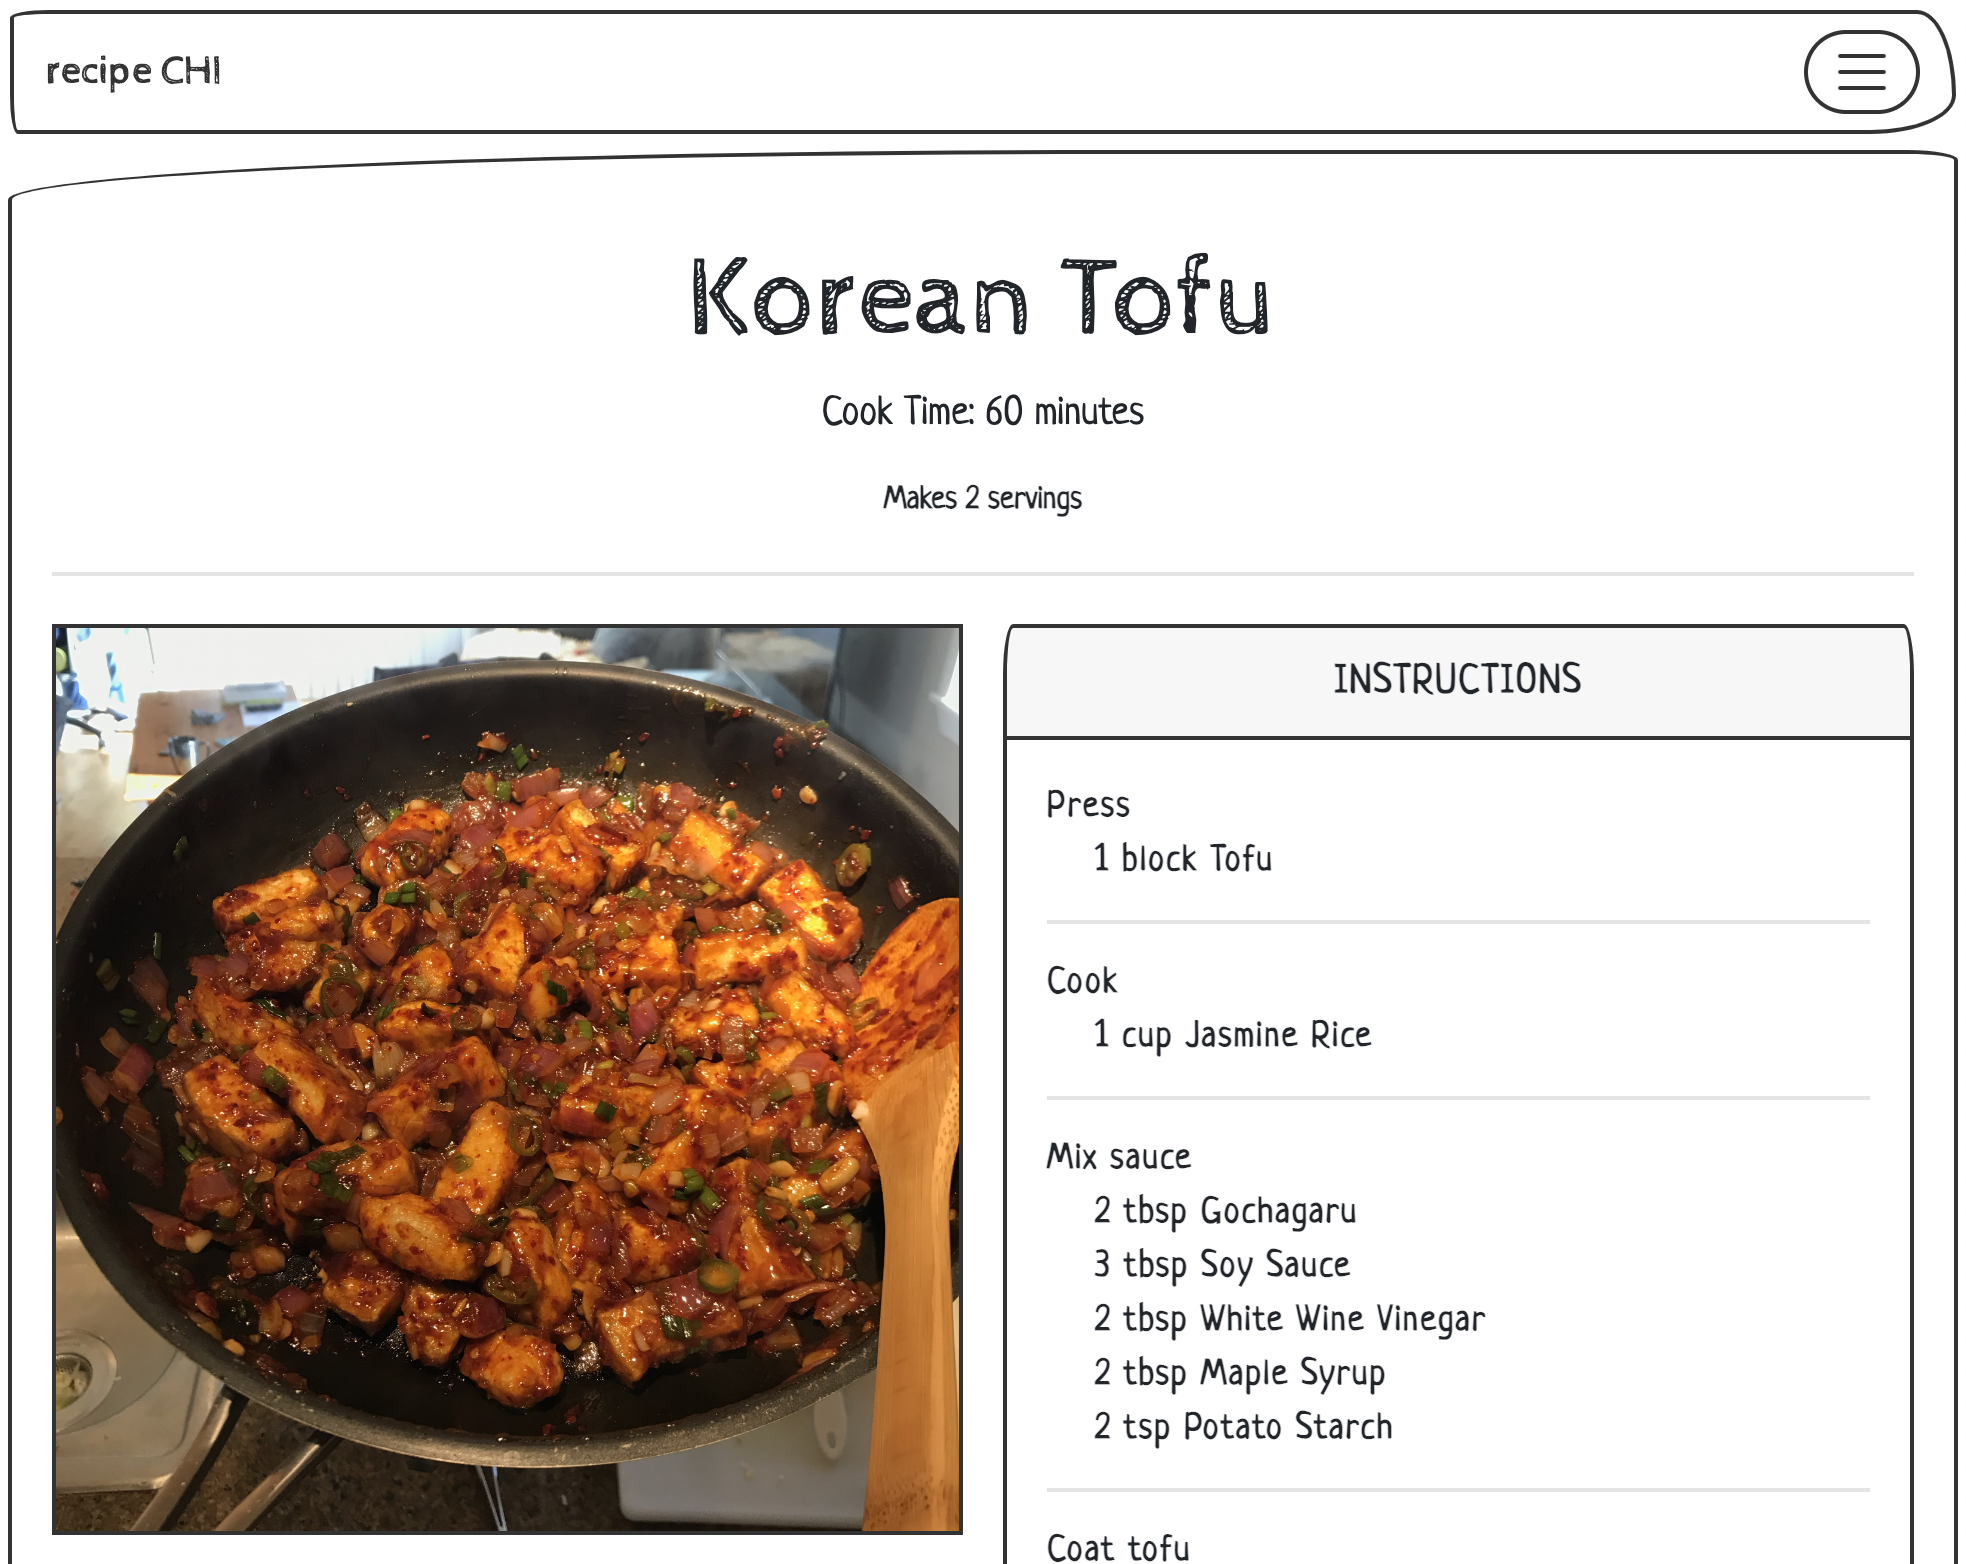 recipe CHI
Korean Tofu
Cook Time: 60 minutes
Makes 2 servings
INSTRUCTIONS
Press
1 block Tofu
Cook
1 cup Jasmine Rice
Mix sauce
2 tbsp Gochagaru
3 tbsp Soy Sauce
2 tbsp White Wine Vinegar
2 tbsp Maple Syrup
2 tsp Potato Starch
Coat tofu